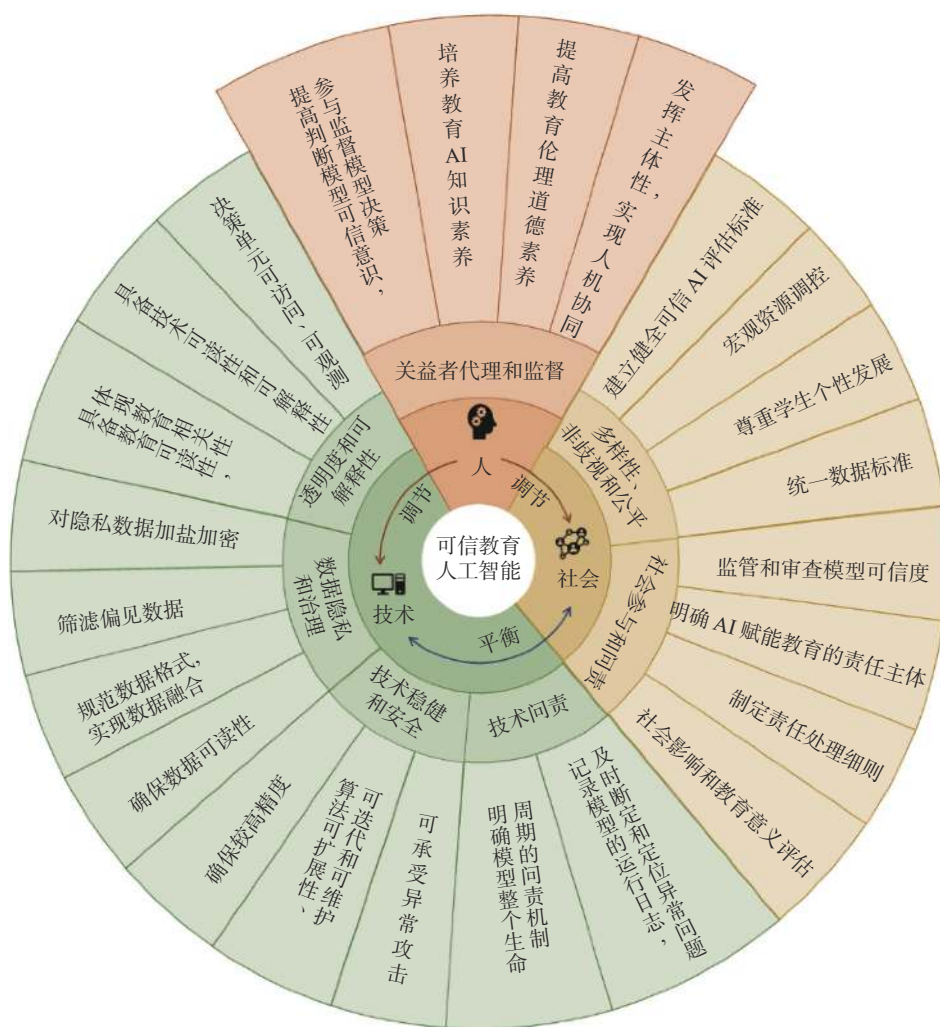 提高判断模型可信意识，
参与监督模型决策
培养教育AI知识素养
提高教育伦理道德素养
发挥主体性，实现人机协同
关益者代理和监督
人
调节
调节
可信教育
人工智能
技术
社会
平衡
多样性、
非歧视和公平
建立健全可信AI评估标准
宏观资源调控
尊重学生个性发展
统一数据标准
社会参与和问责
监管和审查模型可信度
明确AI赋能教育的责任主体
制定责任处理细则
社会影响和教育意义评估
技术问责
记录模型的运行日志，
及时断定和定位异常问题
明确模型整个生命
周期的问责机制
技术稳健
和安全
可承受异常攻击
算法可扩展性、
可迭代和可维护
确保较高精度
数据隐私
和治理
确保数据可读性
规范数据格式，
实现数据融合
筛滤偏见数据
对隐私数据加盐加密
透明度和可
解释性
体现教育相关性，
具备教育可读性
具备技术可读性和可解释性
决策单元可访问、可观测